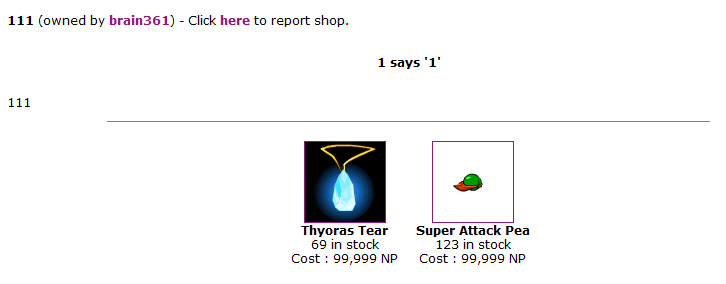 111 (owned by brain361) - Click here to report shop.
1 says '1'
111
Thyoras Tear
69 in stock
Cost : 99,999 NP
Super Attack Pea
123 in stock
Cost : 99,999 NP